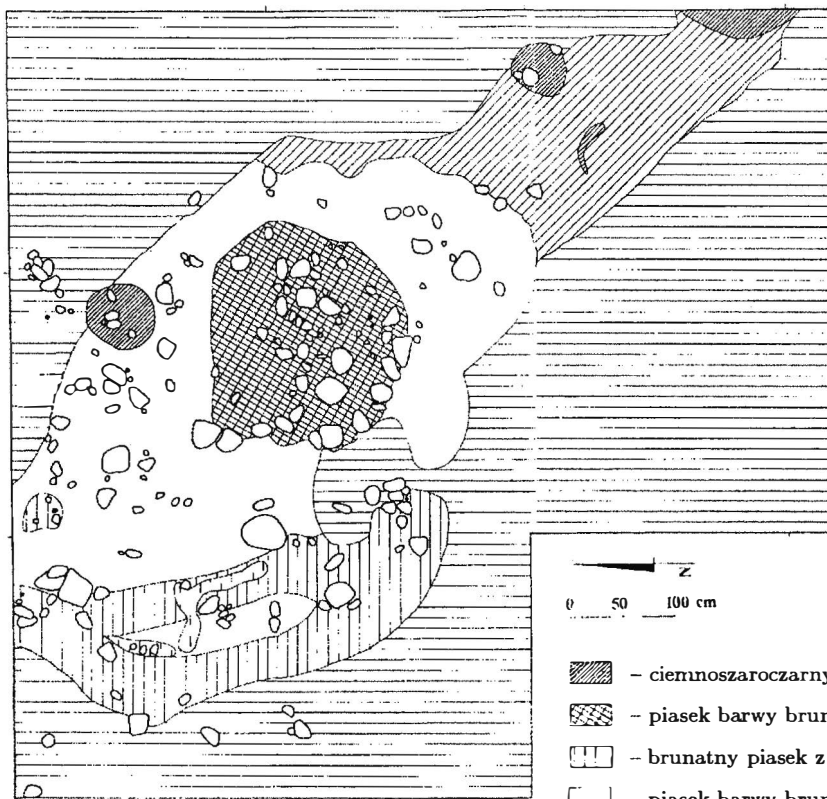 N
0 50 100 cm
– ciemnoszaroczarny
– piasek barwy brun
– brunatny piasek z
– piasek barwy brun